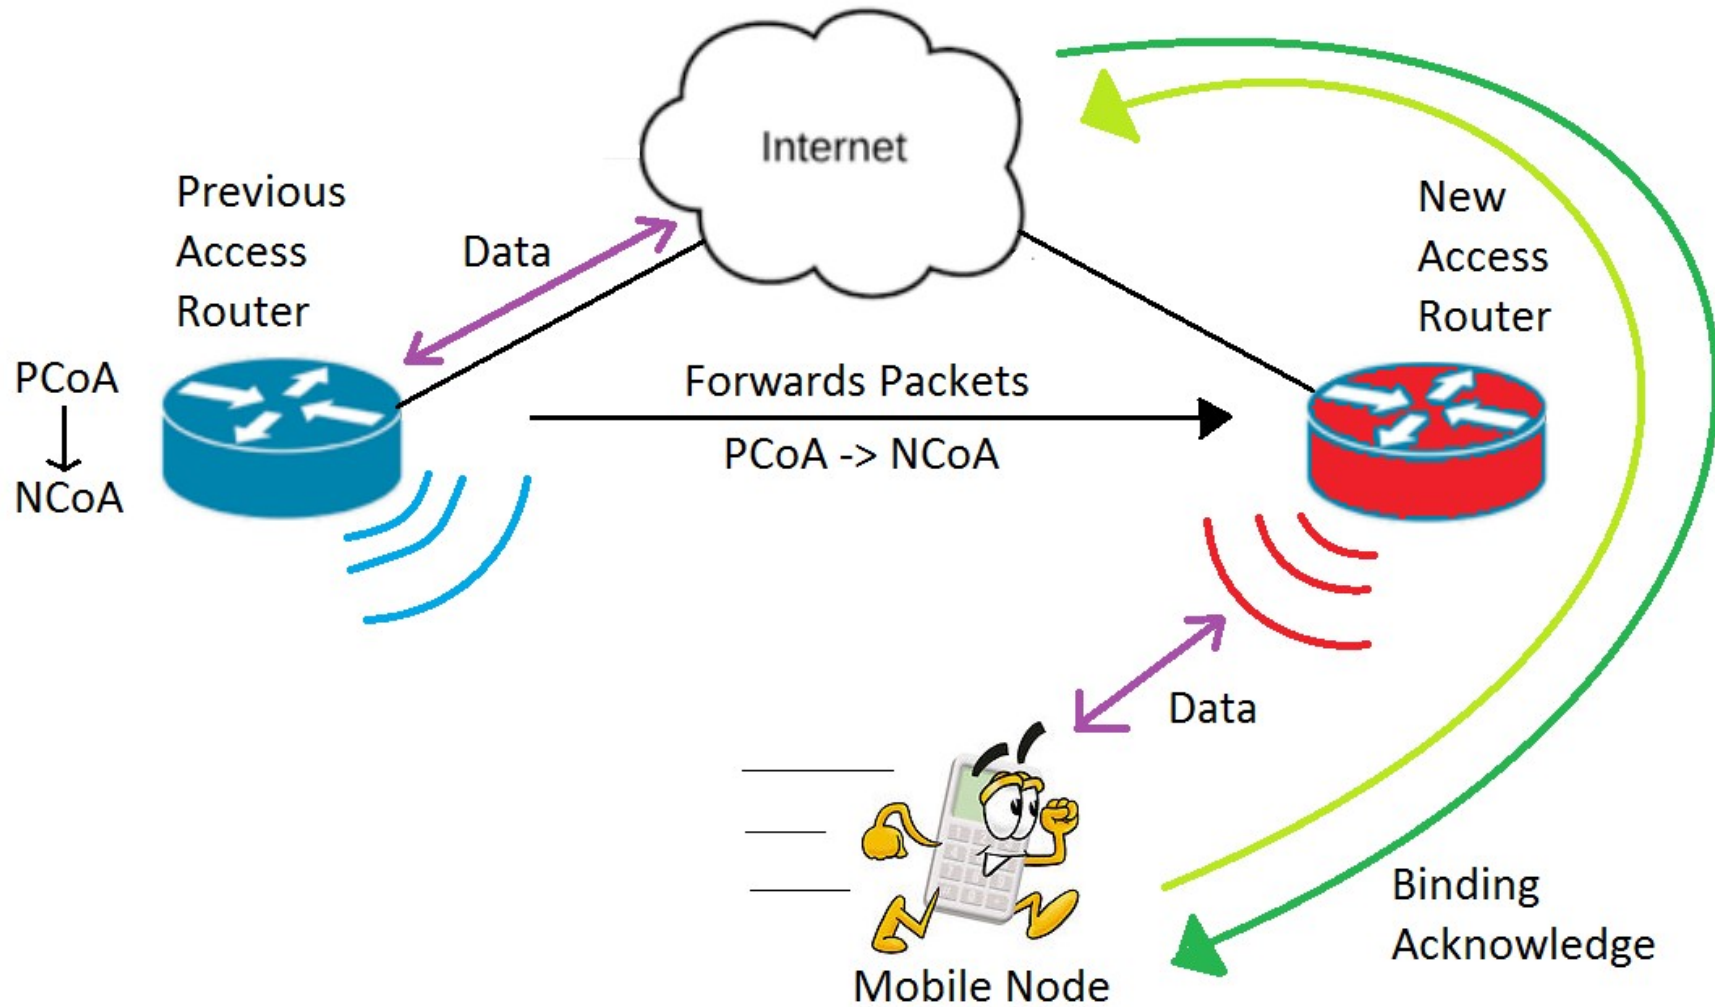 Internet
Previous
Access
Router
Data
New
Access
Router
PCoA
NCoA
Forwards Packets
PCoA -> NCoA
Data
Binding
Acknowledge
Mobile Node